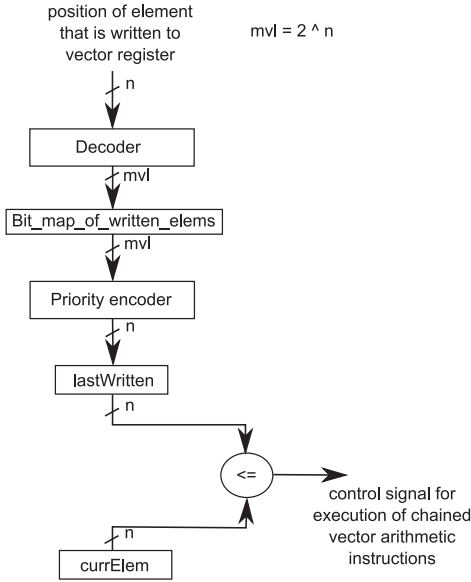 position of element
that is written to
vector register
mvl = 2 ^ n
n
Decoder
mvl
Bit_map_of_written_elems
mvl
Priority encoder
n
lastWritten
n
<=
control signal for
execution of chained
vector arithmetic
instructions
n
currElem